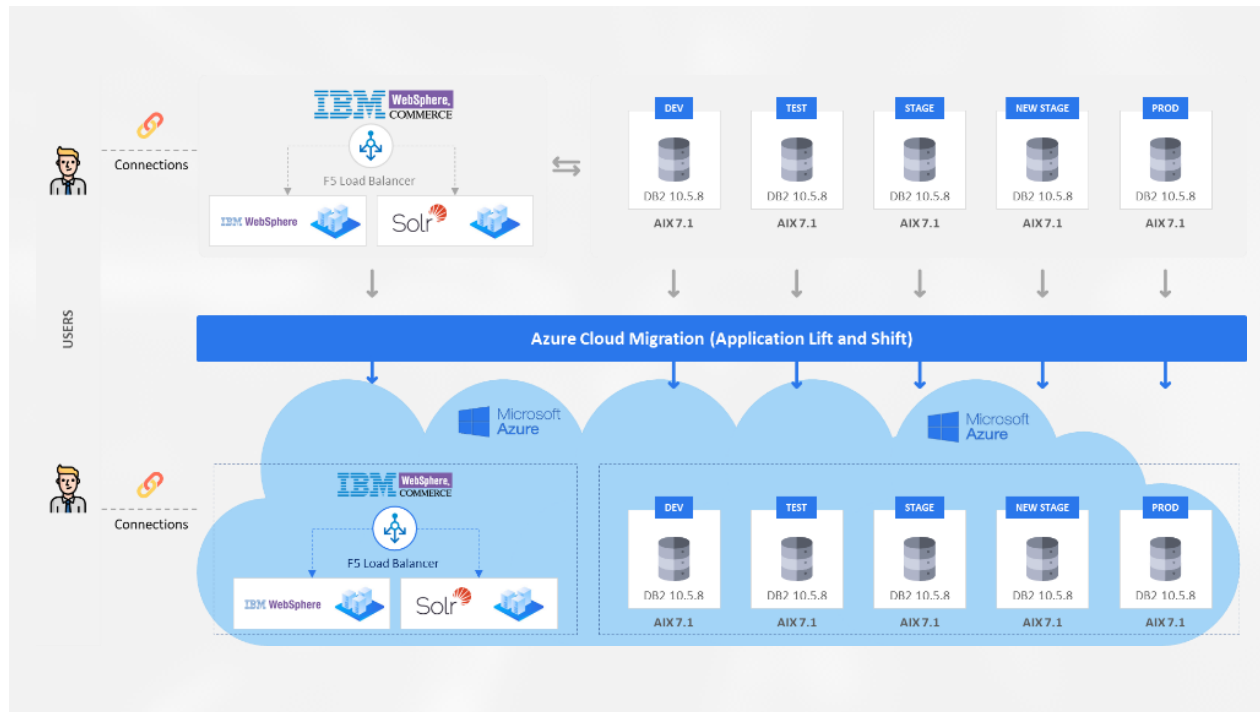 IBM WebSphere,
COMMERCE
DEV
TEST
STAGE
NEW STAGE
PROD
Connections
F5 Load Balancer
DB2 10.5.8
DB2 10.5.8
DB2 10.5.8
DB2 10.5.8
DB2 10.5.8
IBM WebSphere
Solr
AIX 7.1
AIX 7.1
AIX 7.1
AIX 7.1
AIX 7.1
USERS
Azure Cloud Migration (Application Lift and Shift)
Microsoft
Azure
Microsoft
Azure
IBM WebSphere,
COMMERCE
Connections
DEV
TEST
STAGE
NEW STAGE
PROD
F5 Load Balancer
IBM WebSphere
Solr
DB2 10.5.8
DB2 10.5.8
DB2 10.5.8
DB2 10.5.8
DB2 10.5.8
AIX 7.1
AIX 7.1
AIX 7.1
AIX 7.1
AIX 7.1